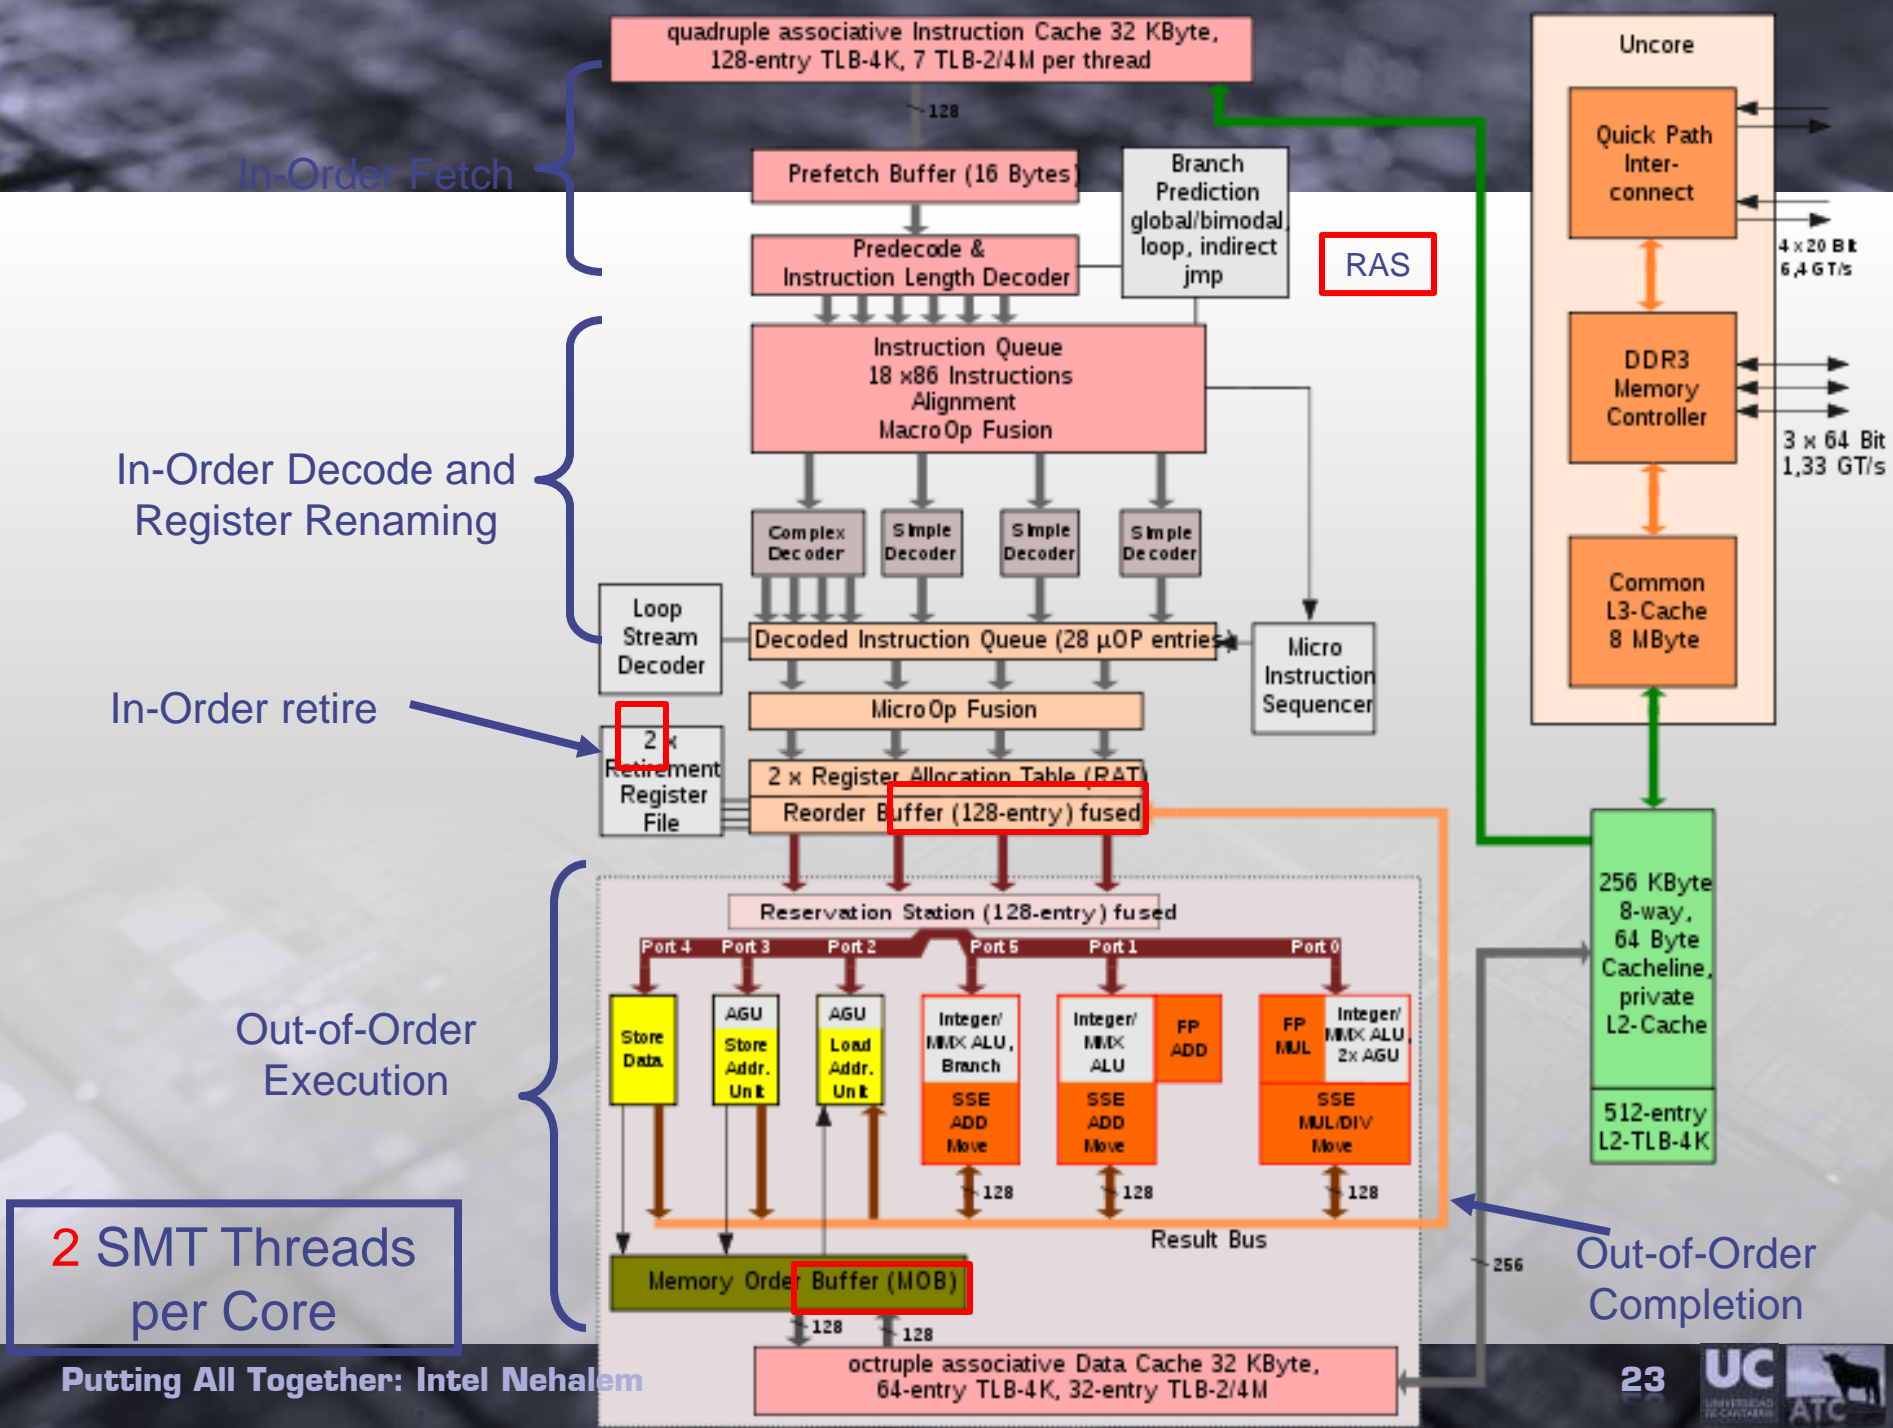 quadruple associative Instruction Cache 32 KByte,
128-entry TLB-4K, 7 TLB-2/4M per thread
128
In-Order Fetch
Prefetch Buffer (16 Bytes)
Predecode &
Instruction Length Decoder
Branch
Prediction
global/bimodal,
loop, indirect
jmp
RAS
Instruction Queue
18 x86 Instructions
Alignment
MacroOp Fusion
In-Order Decode and
Register Renaming
Complex
Decoder
Simple
Decoder
Simple
Decoder
Simple
Decoder
Loop
Stream
Decoder
Decoded Instruction Queue (28 µOP entries)
Micro
Instruction
Sequencer
MicroOp Fusion
In-Order retire
2 x
Retirement
Register
File
2 x Register Allocation Table (RAT)
Reorder Buffer (128-entry) fused
Out-of-Order
Execution
Reservation Station (128-entry) fused
Port 4
Port 3
Port 2
Port 5
Port 1
Port 0
Store
Data
AGU
Store
Addr.
Unit
AGU
Load
Addr.
Unit
Integer/
MMX ALU,
Branch
SSE
ADD
Move
Integer/
MMX
ALU
FP
ADD
SSE
ADD
Move
FP
MUL
Integer/
MMX ALU,
2x AGU
SSE
MUL/DIV
Move
128
128
128
Result Bus
Memory Order Buffer (MOB)
128
128
octruple associative Data Cache 32 KByte,
64-entry TLB-4K, 32-entry TLB-2/4M
Uncore
Quick Path
Inter-
connect
4 x 20 Bit
6,4 GT/s
DDR3
Memory
Controller
3 x 64 Bit
1,33 GT/s
Common
L3-Cache
8 MByte
256 KByte
8-way,
64 Byte
Cacheline,
private
L2-Cache
512-entry
L2-TLB-4K
256
Out-of-Order
Completion
2 SMT Threads
per Core
Putting All Together: Intel Nehalem
23
UC
UNIVERSIDAD
DE CANTABRIA
ATC